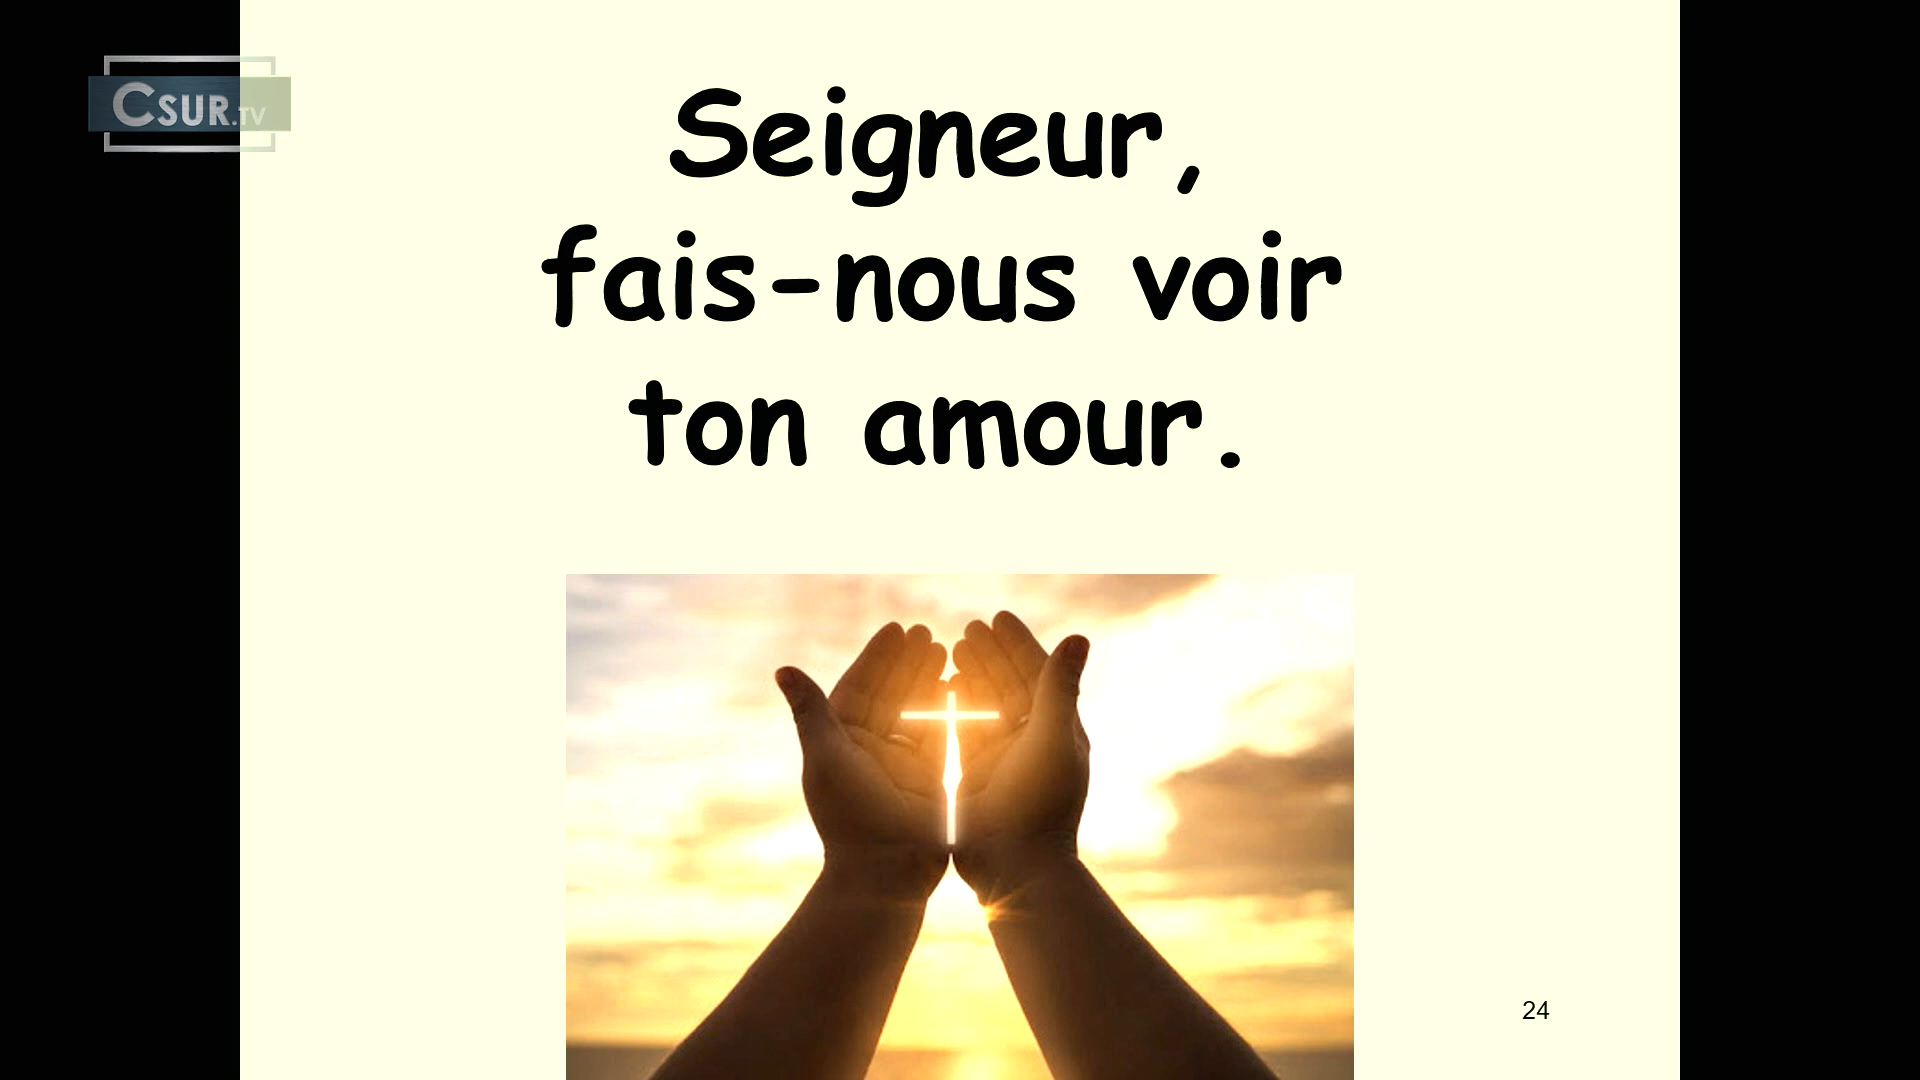 CSUR.TV
Seigneur,
fais-nous voir
ton amour.
24